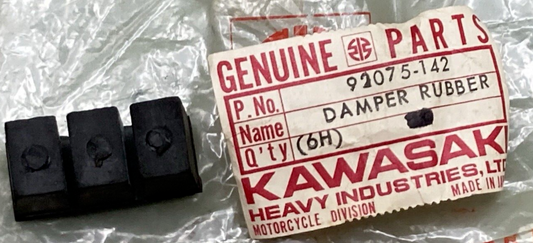 GENUINE PARTS
P. No. 92075-142
Name DAMPER RUBBER
Q'ty (6H)
KAWASAKI
HEAVY INDUSTRIES, LTD
MOTORCYCLE DIVISION MADE IN